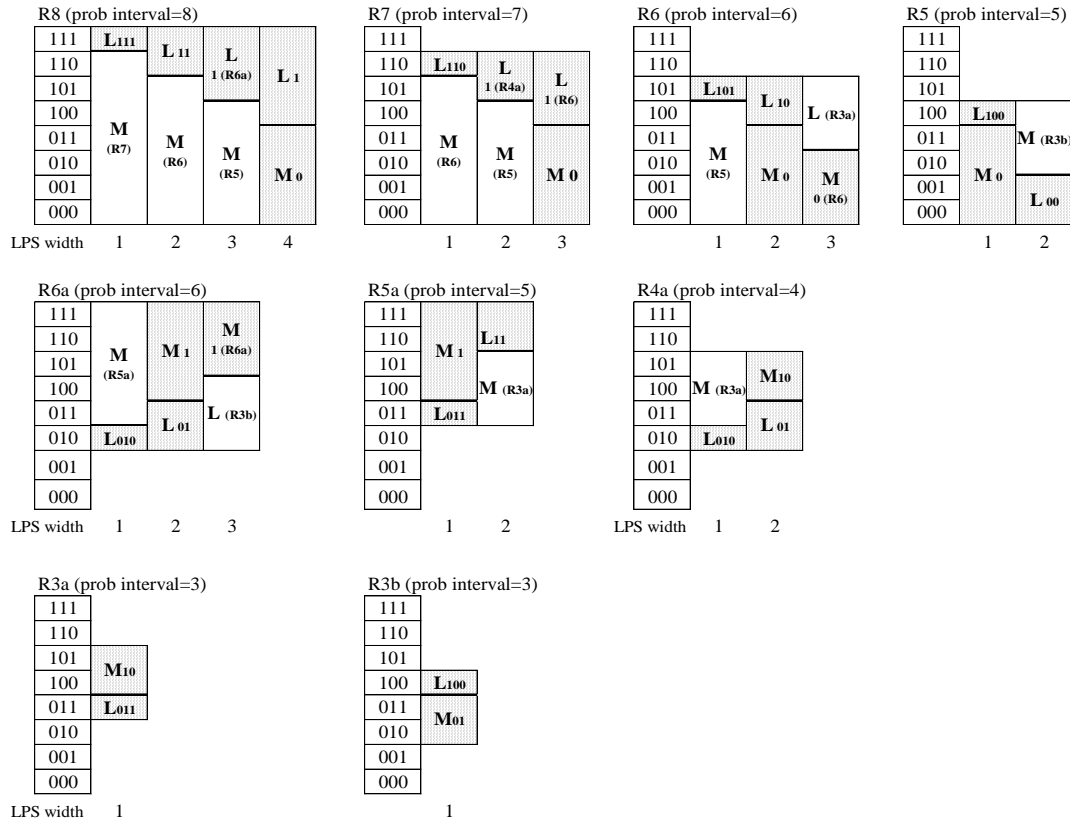 R8 (prob interval=8) R7 (prob interval=7) R6 (prob interval=6) R5 (prob interval=5)
111 L111 L 11 L 1 (R6a) L 1 111 111 111
110 110 L110 L 1 (R4a) L 1 (R6) 110 110
101 101 101 L101 L 10 L (R3a) 101
100 100 100 100 L100
011 M (R7) M (R6) M (R5) M 0 011 M (R6) M (R5) M 0 011 M (R5) M 0 M 0 (R6) 011 M 0 M (R3b)
010 010 010 010
001 001 001 001 L 00
000 000 000 000
LPS width 1 2 3 4 1 2 3 1 2 3 1 2
R6a (prob interval=6) R5a (prob interval=5) R4a (prob interval=4)
111 M (R5a) M 1 M 1 (R6a) 111 M 1 L11 111
110 110 110
101 101 M (R3a) 101 M (R3a) M10
100 L (R3b) 100 100
011 L 01 011 L011 011 L 01
010 L010 010 010 L010
001 001 001
000 000 000
LPS width 1 2 3 1 2 LPS width 1 2
R3a (prob interval=3) R3b (prob interval=3)
111 111
110 110
101 M10 101
100 100 L100
011 L011 011 M01
010 010
001 001
000 000
LPS width 1 1